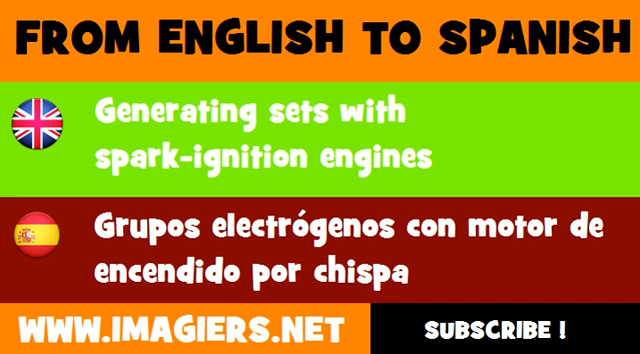 FROM ENGLISH TO SPANISH
Generating sets with
spark-ignition engines
Grupos electrógenos con motor de
encendido por chispa
WWW.IMAGIERS.NET
SUBSCRIBE !